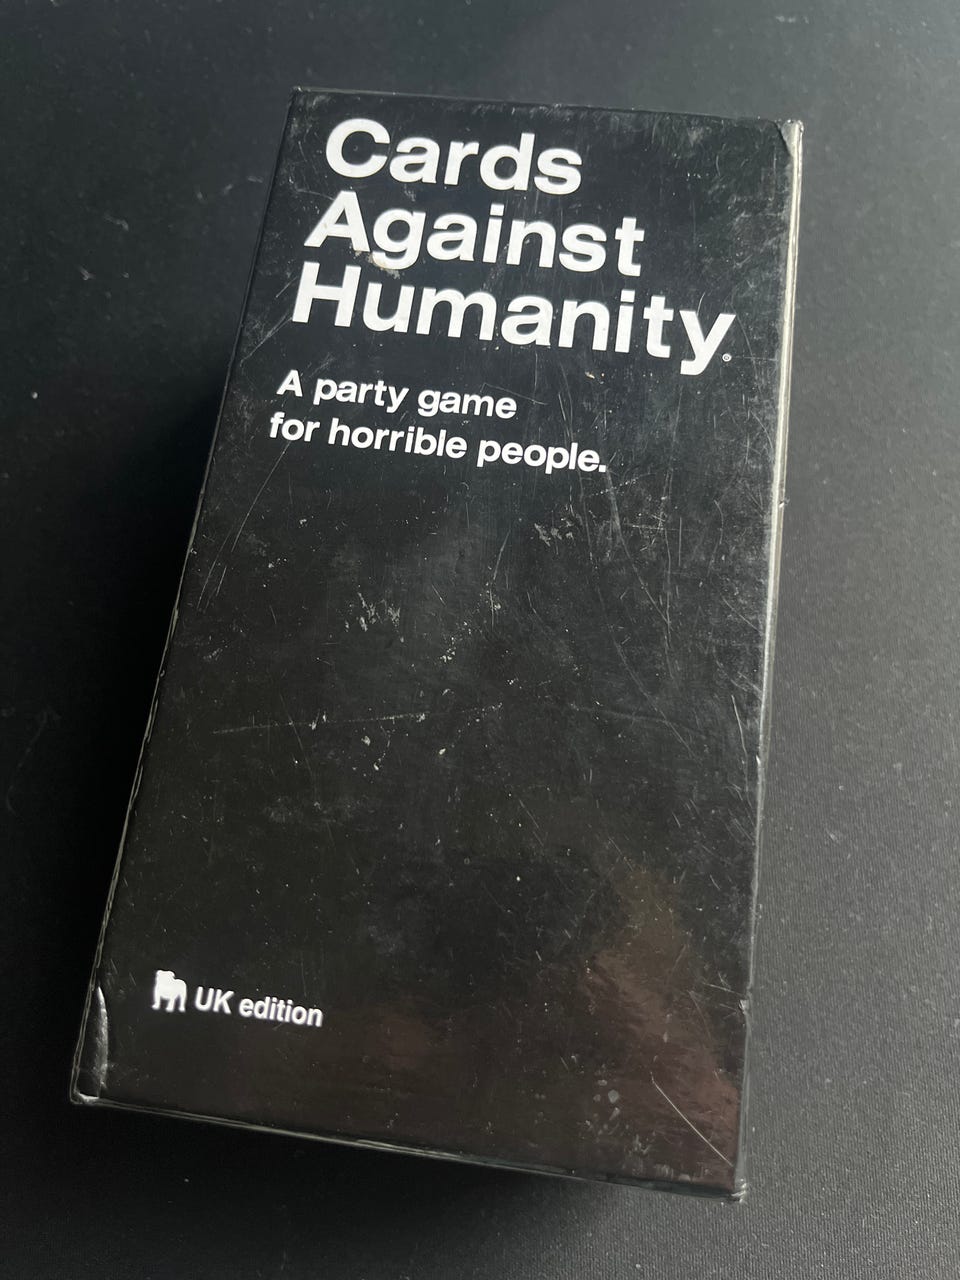 Cards
Against
Humanity®
A party game
for horrible people.
UK edition